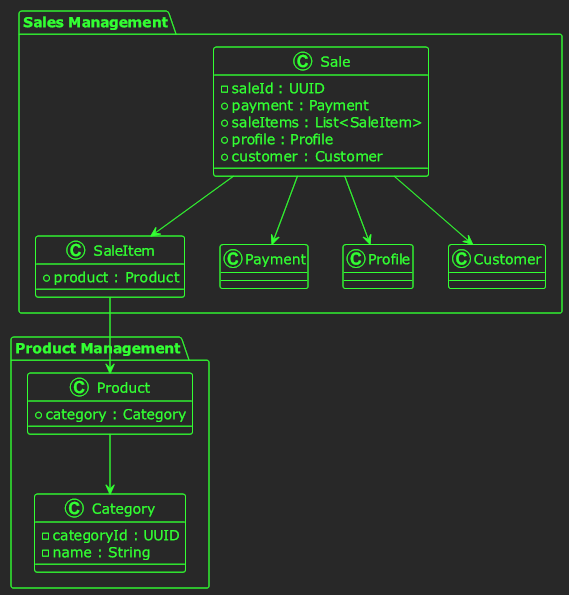 Sales Management
C Sale
saleId : UUID
payment : Payment
saleItems : List<SaleItem>
profile : Profile
customer : Customer
C SaleItem
product : Product
C Payment
C Profile
C Customer
Product Management
C Product
category : Category
C Category
categoryId : UUID
name : String